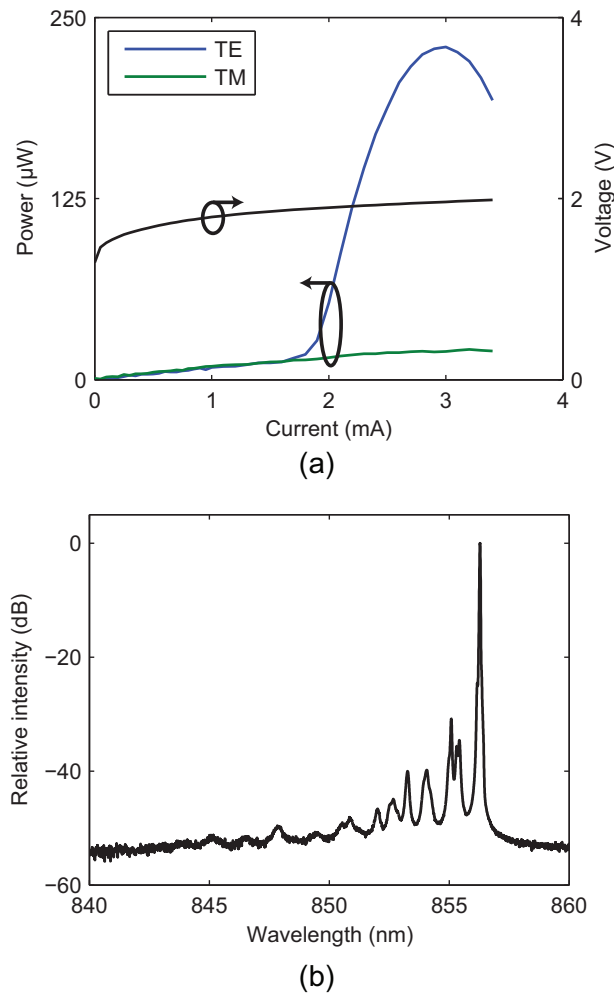 250
4
TE
TM
Power (µW)
125
2
Voltage (V)
0
0
0
1
2
3
4
Current (mA)
(a)
0
−20
Relative intensity (dB)
−40
−60
840
845
850
855
860
Wavelength (nm)
(b)